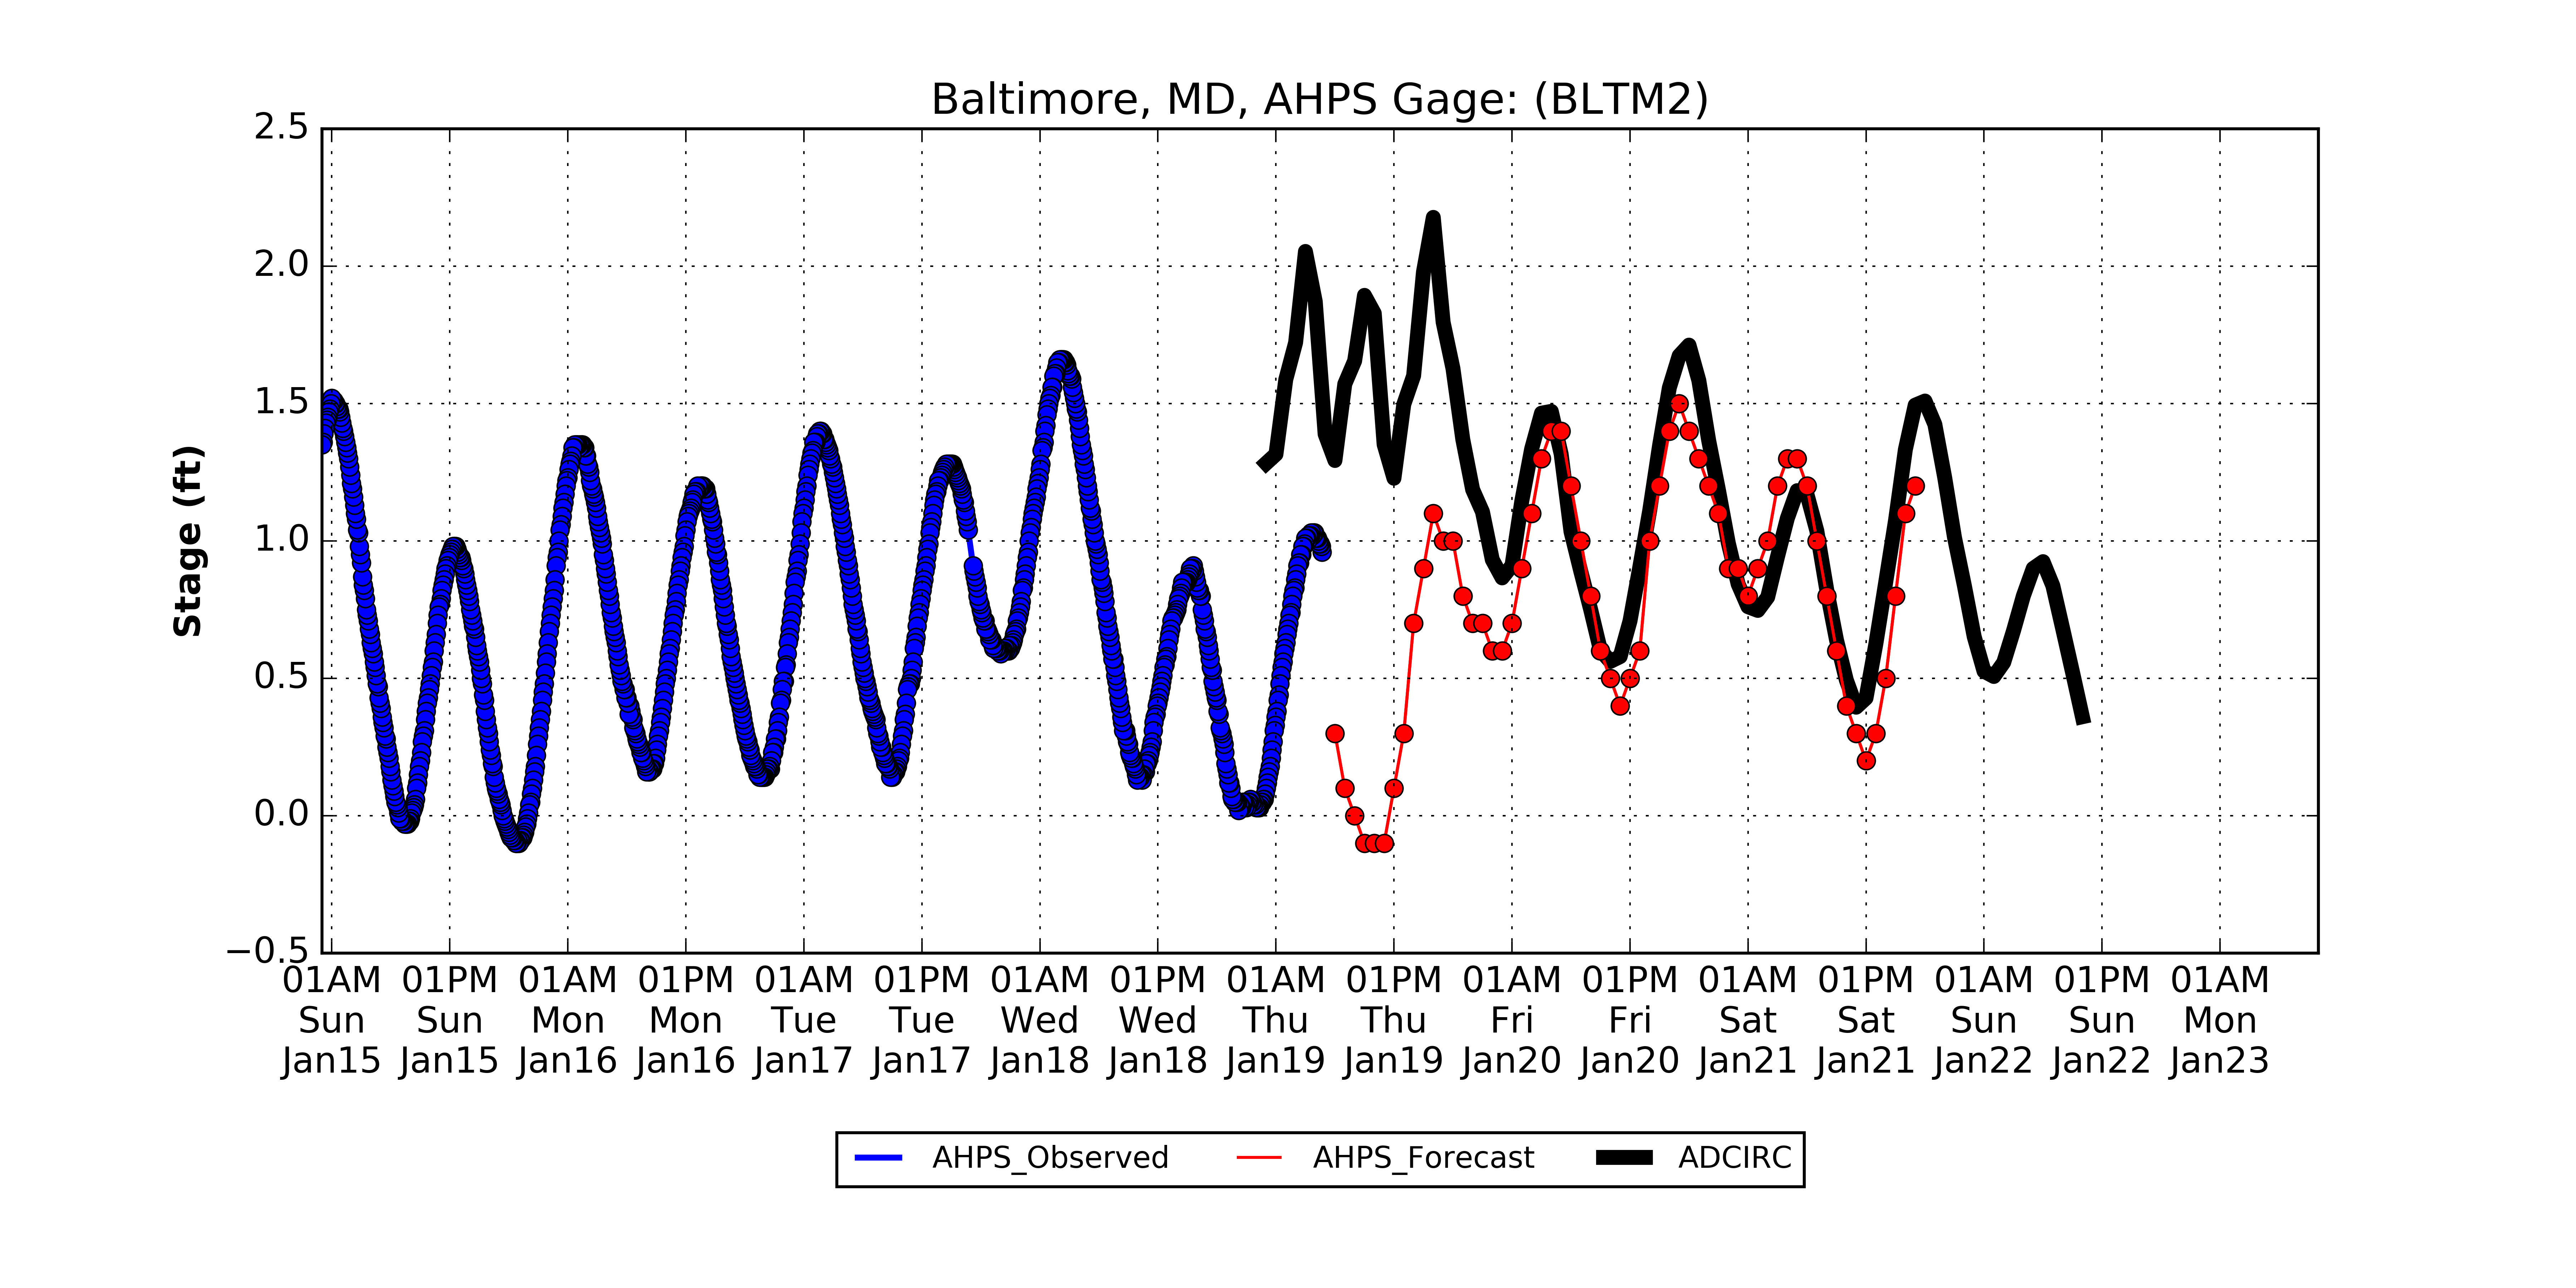 Baltimore, MD, AHPS Gage: (BLTM2)
Stage (ft)
2.5
2.0
1.5
1.0
0.5
0.0
−0.5
01AM 01PM 01AM 01PM 01AM 01PM 01AM 01PM 01AM 01PM 01AM 01PM 01AM 01PM 01AM 01PM 01AM
Sun Sun Mon Mon Tue Tue Wed Wed Thu Thu Fri Fri Sat Sat Sun Sun Mon
Jan15 Jan15 Jan16 Jan16 Jan17 Jan17 Jan18 Jan18 Jan19 Jan19 Jan20 Jan20 Jan21 Jan21 Jan22 Jan22 Jan23
AHPS_Observed AHPS_Forecast ADCIRC